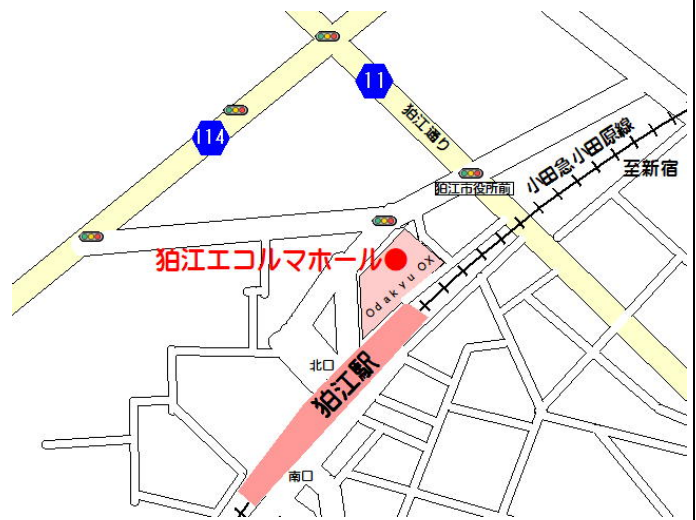 11
114
狛江通り
狛江市役所前
小田急小田原線
至新宿
狛江エコルマホール
Odakyu OX
北口
狛江駅
南口